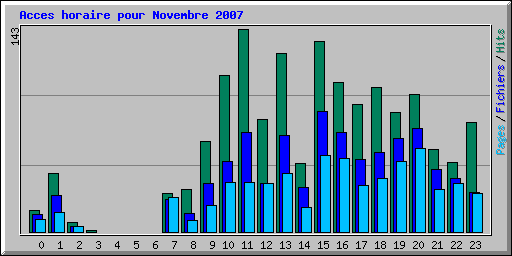 Acces horaire pour Novembre 2007
143
Pages/Fichiers/Hits
0 1 2 3 4 5 6 7 8 9 10 11 12 13 14 15 16 17 18 19 20 21 22 23